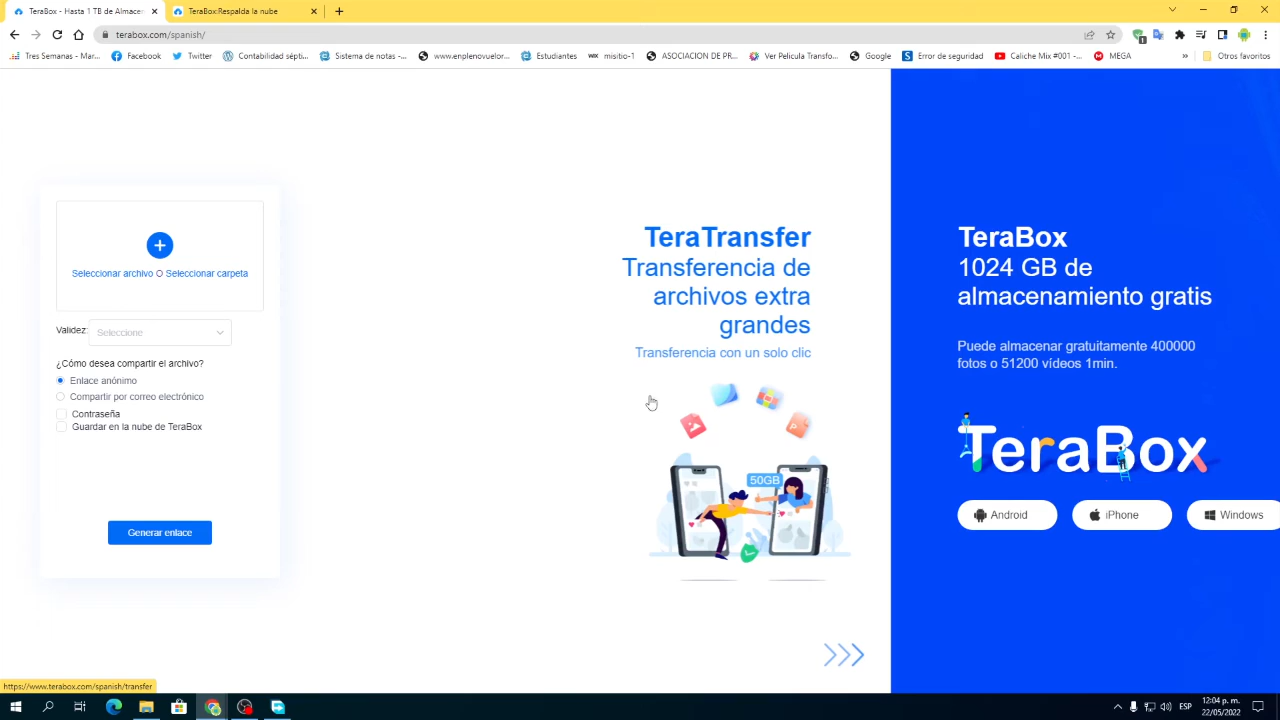 TeraBox - Hasta 1 TB de Almacen
TeraBox:Respalda la nube
terabox.com/spanish/
Tres Semanas - Mar...
Facebook
Twitter
Contabilidad sépti...
Sistema de notas -...
www.enplenovuelor...
Estudiantes
WIX misitio-1
ASOCIACION DE PR...
Ver Película Transfo...
Google
Error de seguridad
Caliche Mix #001 -...
MEGA
»
Otros favoritos
Seleccionar archivo O Seleccionar carpeta
Validez: Seleccione
¿Cómo desea compartir el archivo?
Enlace anónimo
Compartir por correo electrónico
Contraseña
Guardar en la nube de TeraBox
Generar enlace
TeraTransfer
Transferencia de
archivos extra
grandes
Transferencia con un solo clic
50GB
TeraBox
1024 GB de
almacenamiento gratis
Puede almacenar gratuitamente 400000
fotos o 51200 vídeos 1min.
TeraBox
Android
iPhone
Windows
https://www.terabox.com/spanish/transfer
ESP
12:04 p. m.
22/05/2022